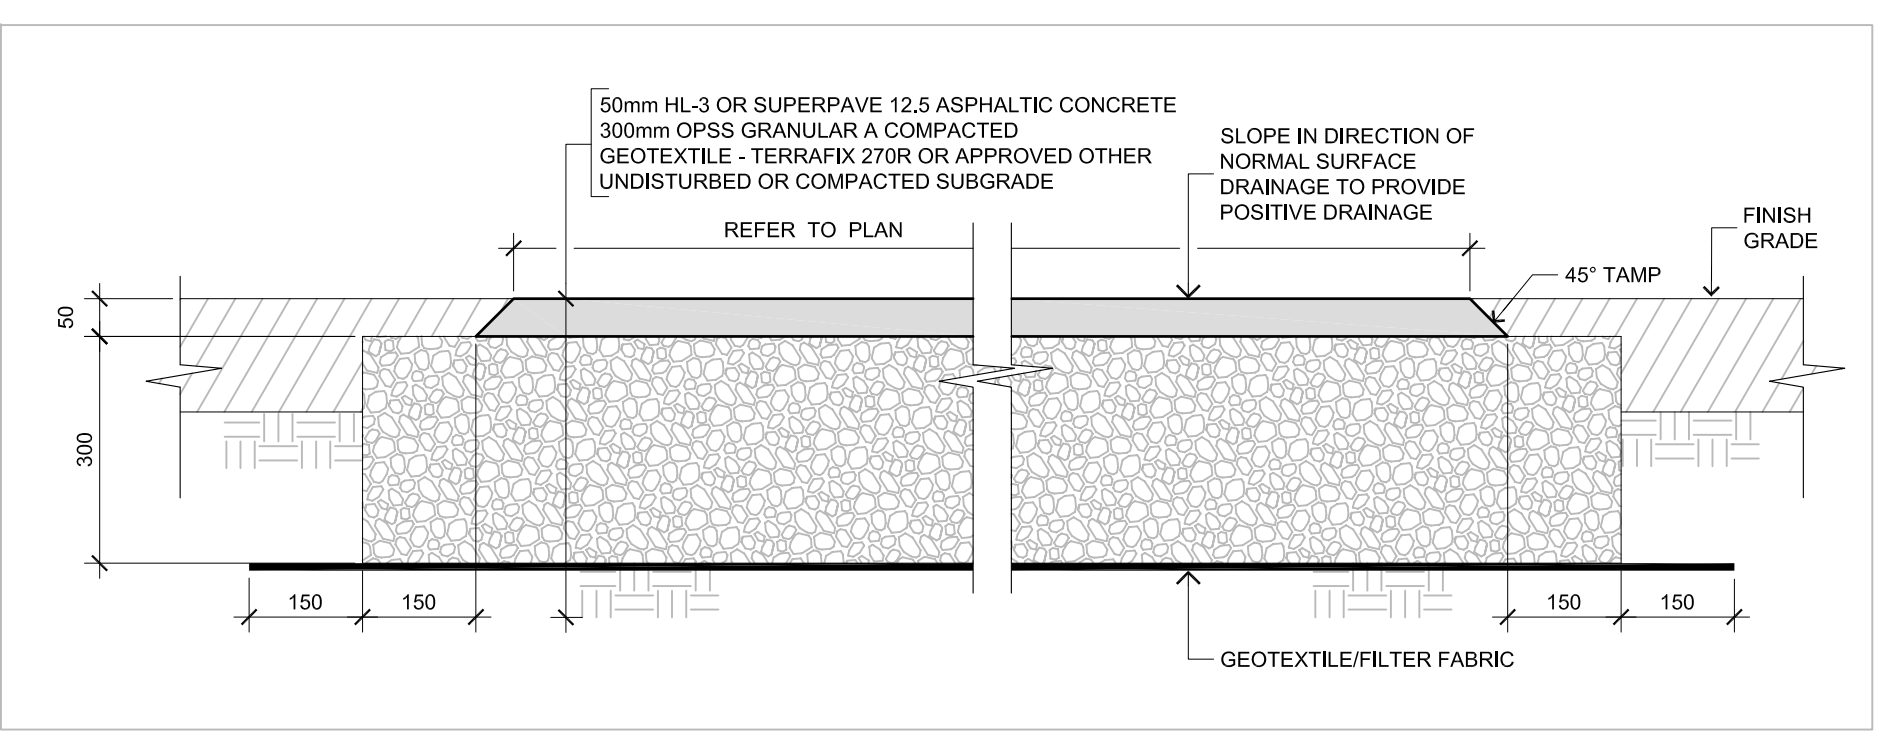 50mm HL-3 OR SUPERPAVE 12.5 ASPHALTIC CONCRETE
300mm OPSS GRANULAR A COMPACTED
GEOTEXTILE - TERRAFIX 270R OR APPROVED OTHER
UNDISTURBED OR COMPACTED SUBGRADE
SLOPE IN DIRECTION OF
NORMAL SURFACE
DRAINAGE TO PROVIDE
POSITIVE DRAINAGE
REFER TO PLAN
FINISH
GRADE
45° TAMP
50
300
150
150
150
150
GEOTEXTILE/FILTER FABRIC